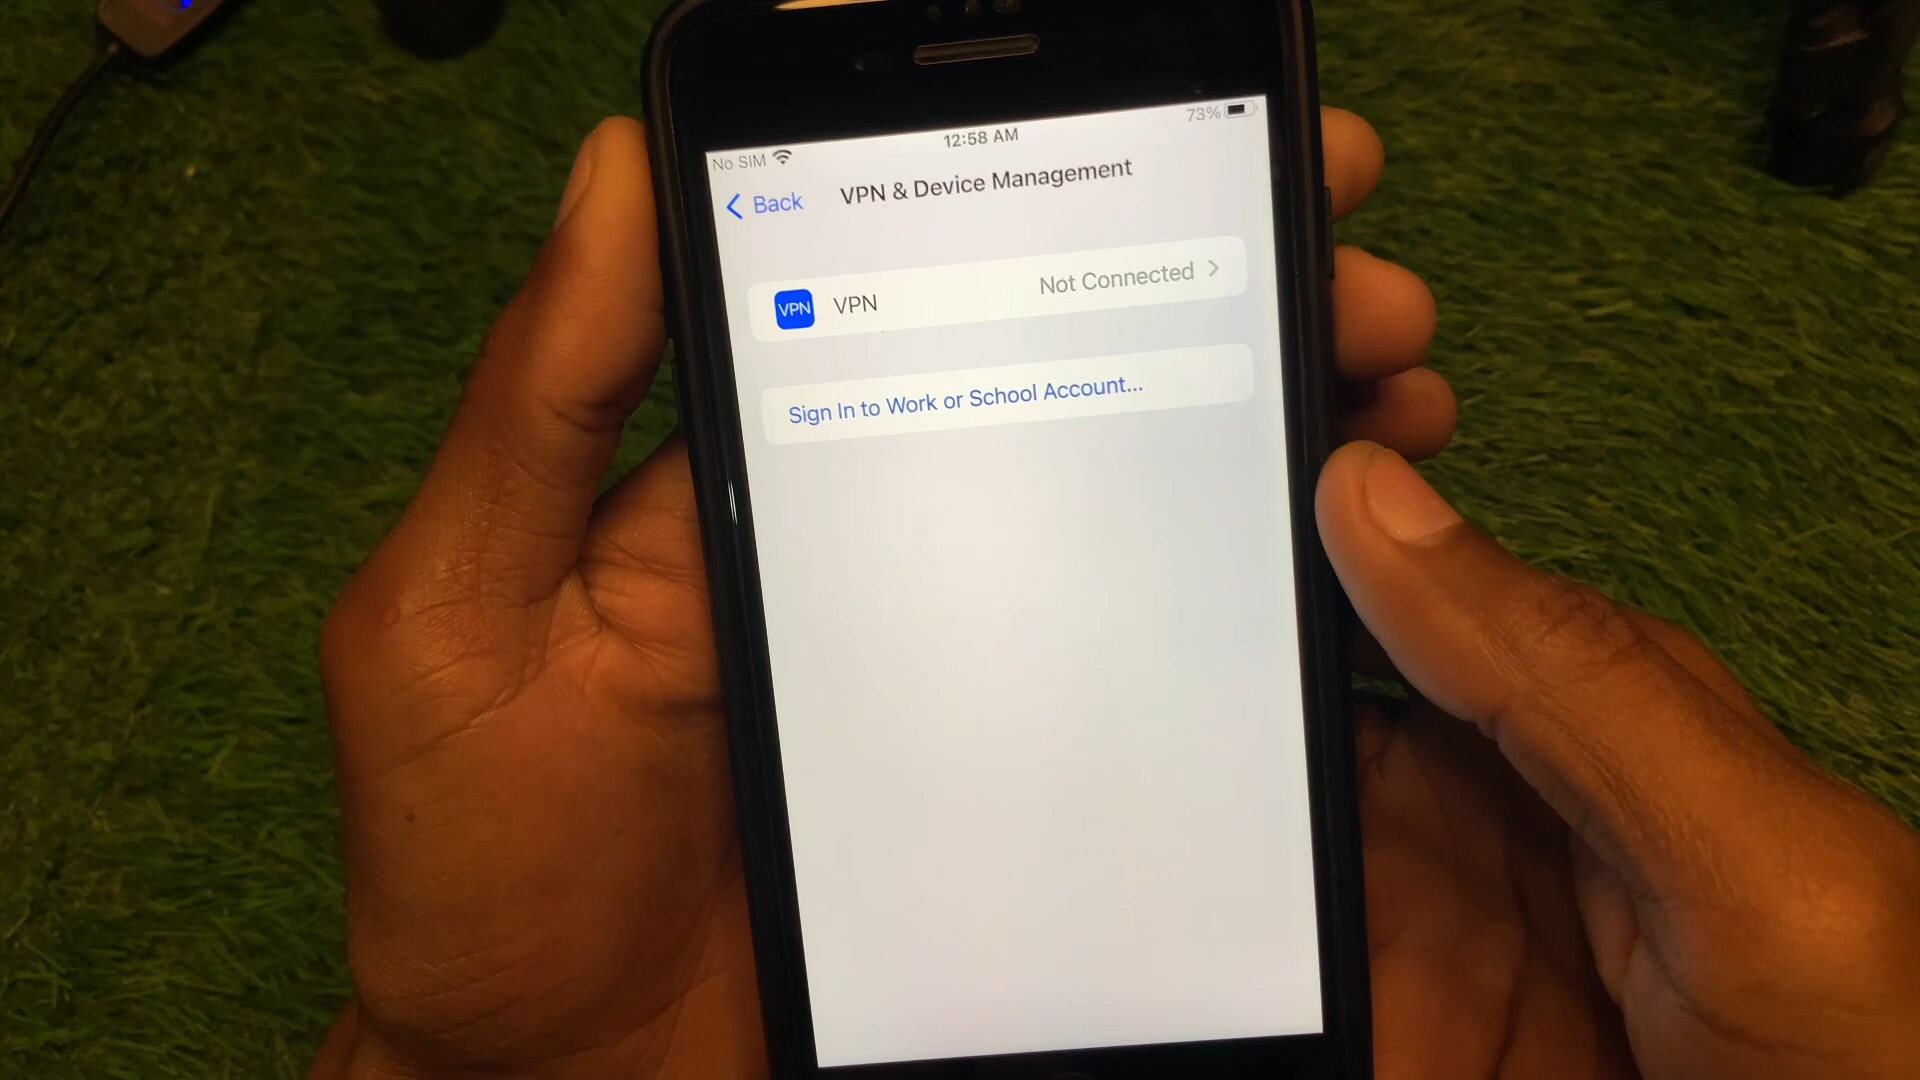 No SIM 12:58 AM 73%
Back VPN & Device Management
VPN VPN Not Connected
Sign In to Work or School Account...